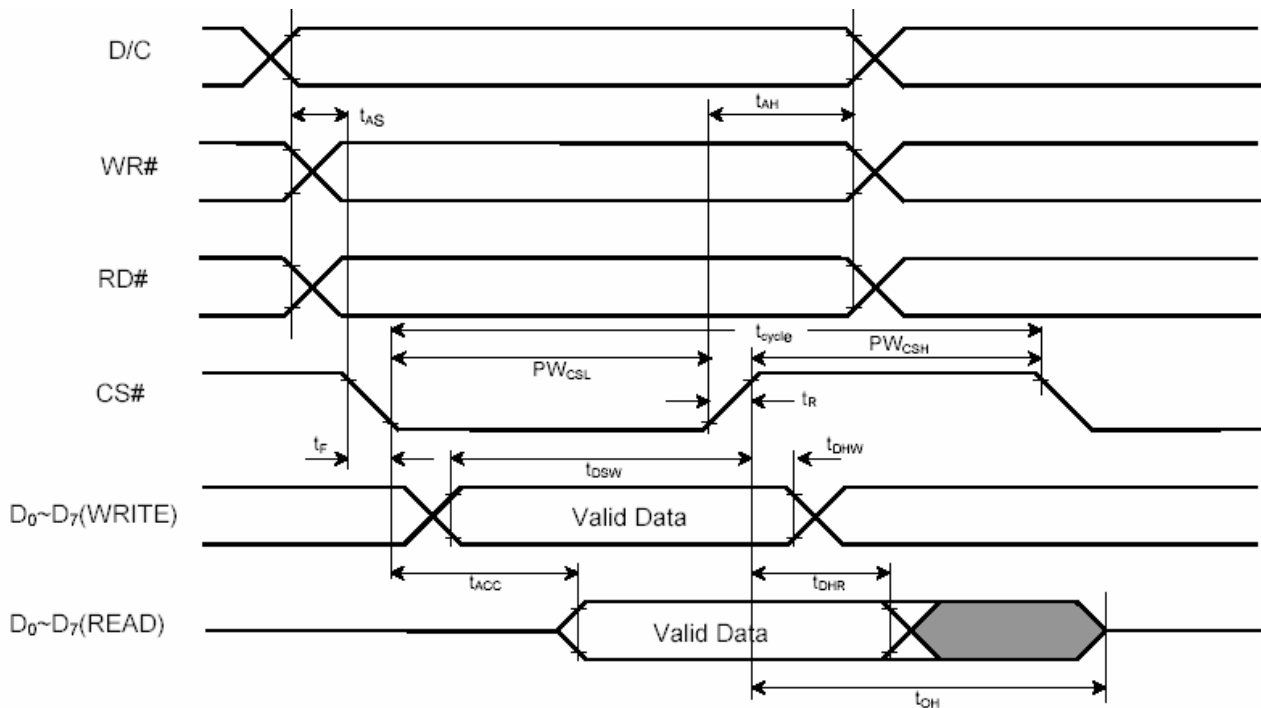 D/C
tAS
tAH
WR#
RD#
tcycle
PWCSL
PWCSH
CS#
tR
tF
tDSW
tDHW
D0~D7(WRITE)
Valid Data
tACC
tDHR
D0~D7(READ)
Valid Data
tOH